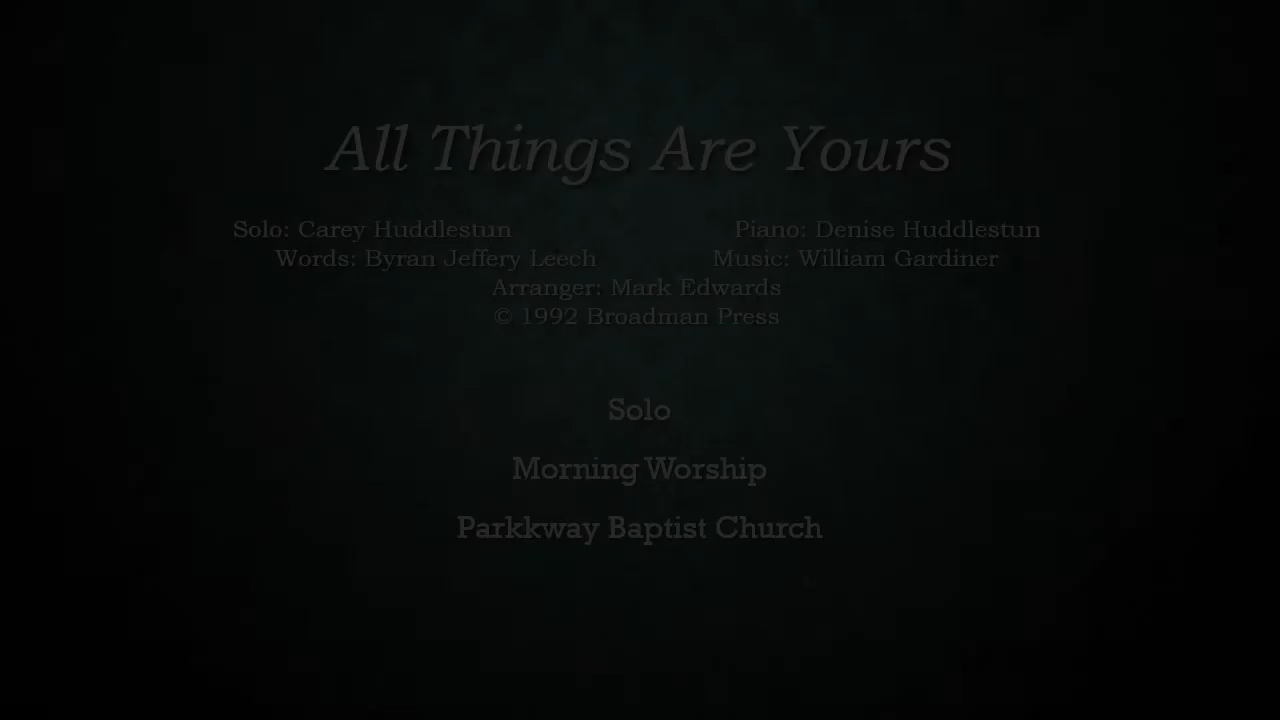 All Things Are Yours
Solo: Carey Huddlestun Piano: Denise Huddlestun
Words: Byran Jeffery Leech Music: William Gardiner
Arranger: Mark Edwards
© 1992 Broadman Press
Solo
Morning Worship
Parkkway Baptist Church